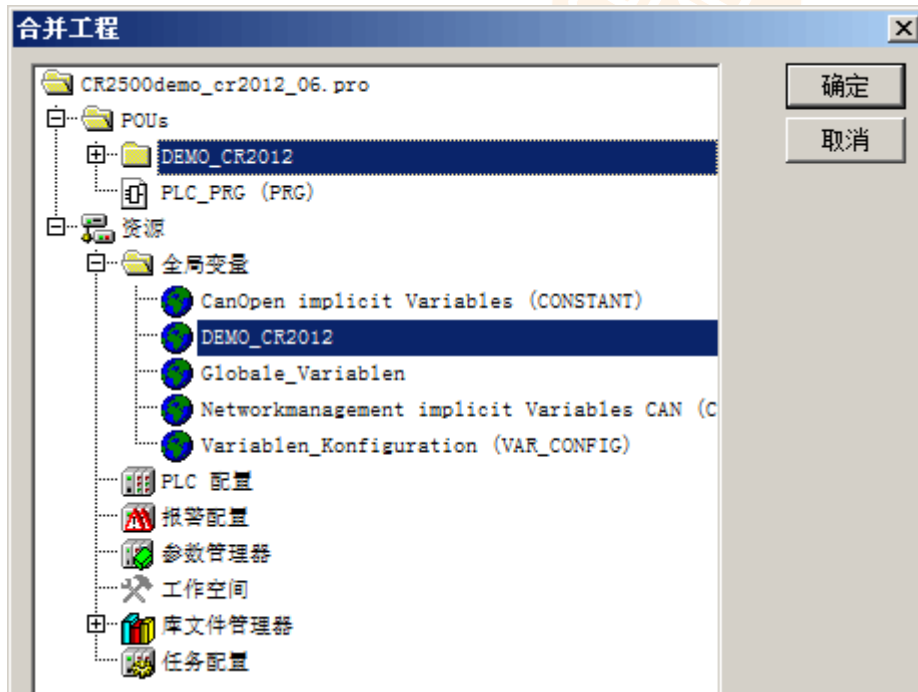 合并工程
CR2500demo_cr2012_06.pro
确定
POUs
取消
DEMO_CR2012
PLC_PRG (PRG)
资源
全局变量
CanOpen implicit Variables (CONSTANT)
DEMO_CR2012
Globale_Variablen
Networkmanagement implicit Variables CAN (C
Variablen_Konfiguration (VAR_CONFIG)
PLC 配置
报警配置
参数管理器
工作空间
库文件管理器
任务配置